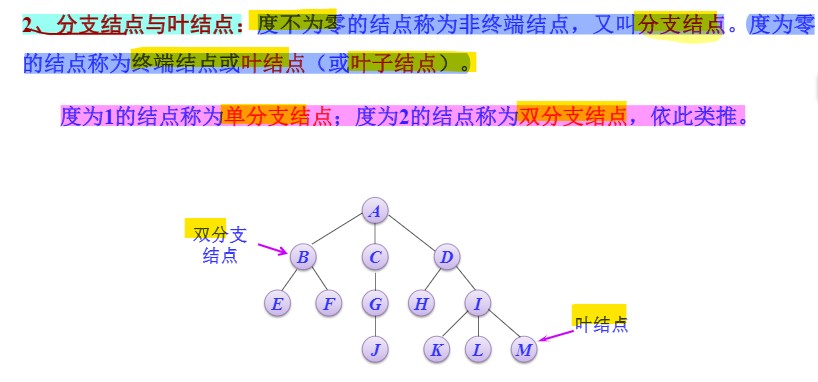 2、分支结点与叶结点：度不为零的结点称为非终端结点，又叫分支结点。度为零
的结点称为终端结点或叶结点（或叶子结点）。
度为1的结点称为单分支结点；度为2的结点称为双分支结点，依此类推。
A
双分支
结点
B
C
D
E
F
G
H
I
叶结点
J
K
L
M